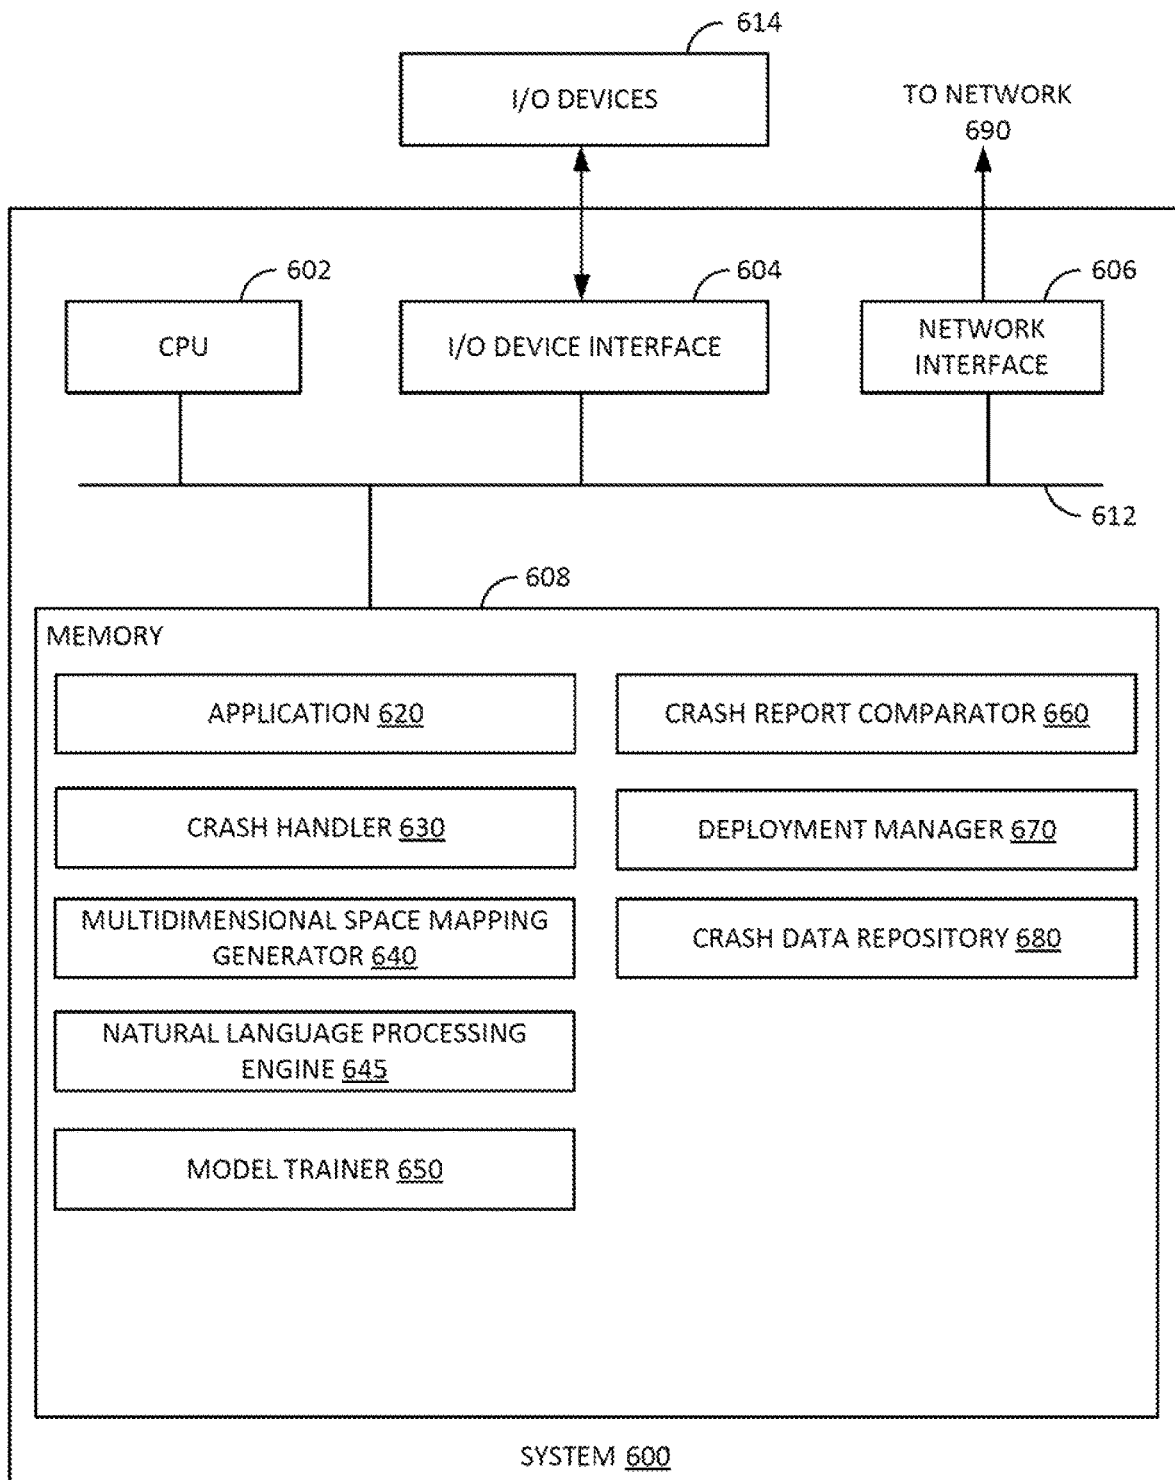 614
I/O DEVICES
TO NETWORK
690
602
604
606
CPU
I/O DEVICE INTERFACE
NETWORK
INTERFACE
612
608
MEMORY
APPLICATION 620
CRASH REPORT COMPARATOR 660
CRASH HANDLER 630
DEPLOYMENT MANAGER 670
MULTIDIMENSIONAL SPACE MAPPING
GENERATOR 640
CRASH DATA REPOSITORY 680
NATURAL LANGUAGE PROCESSING
ENGINE 645
MODEL TRAINER 650
SYSTEM 600